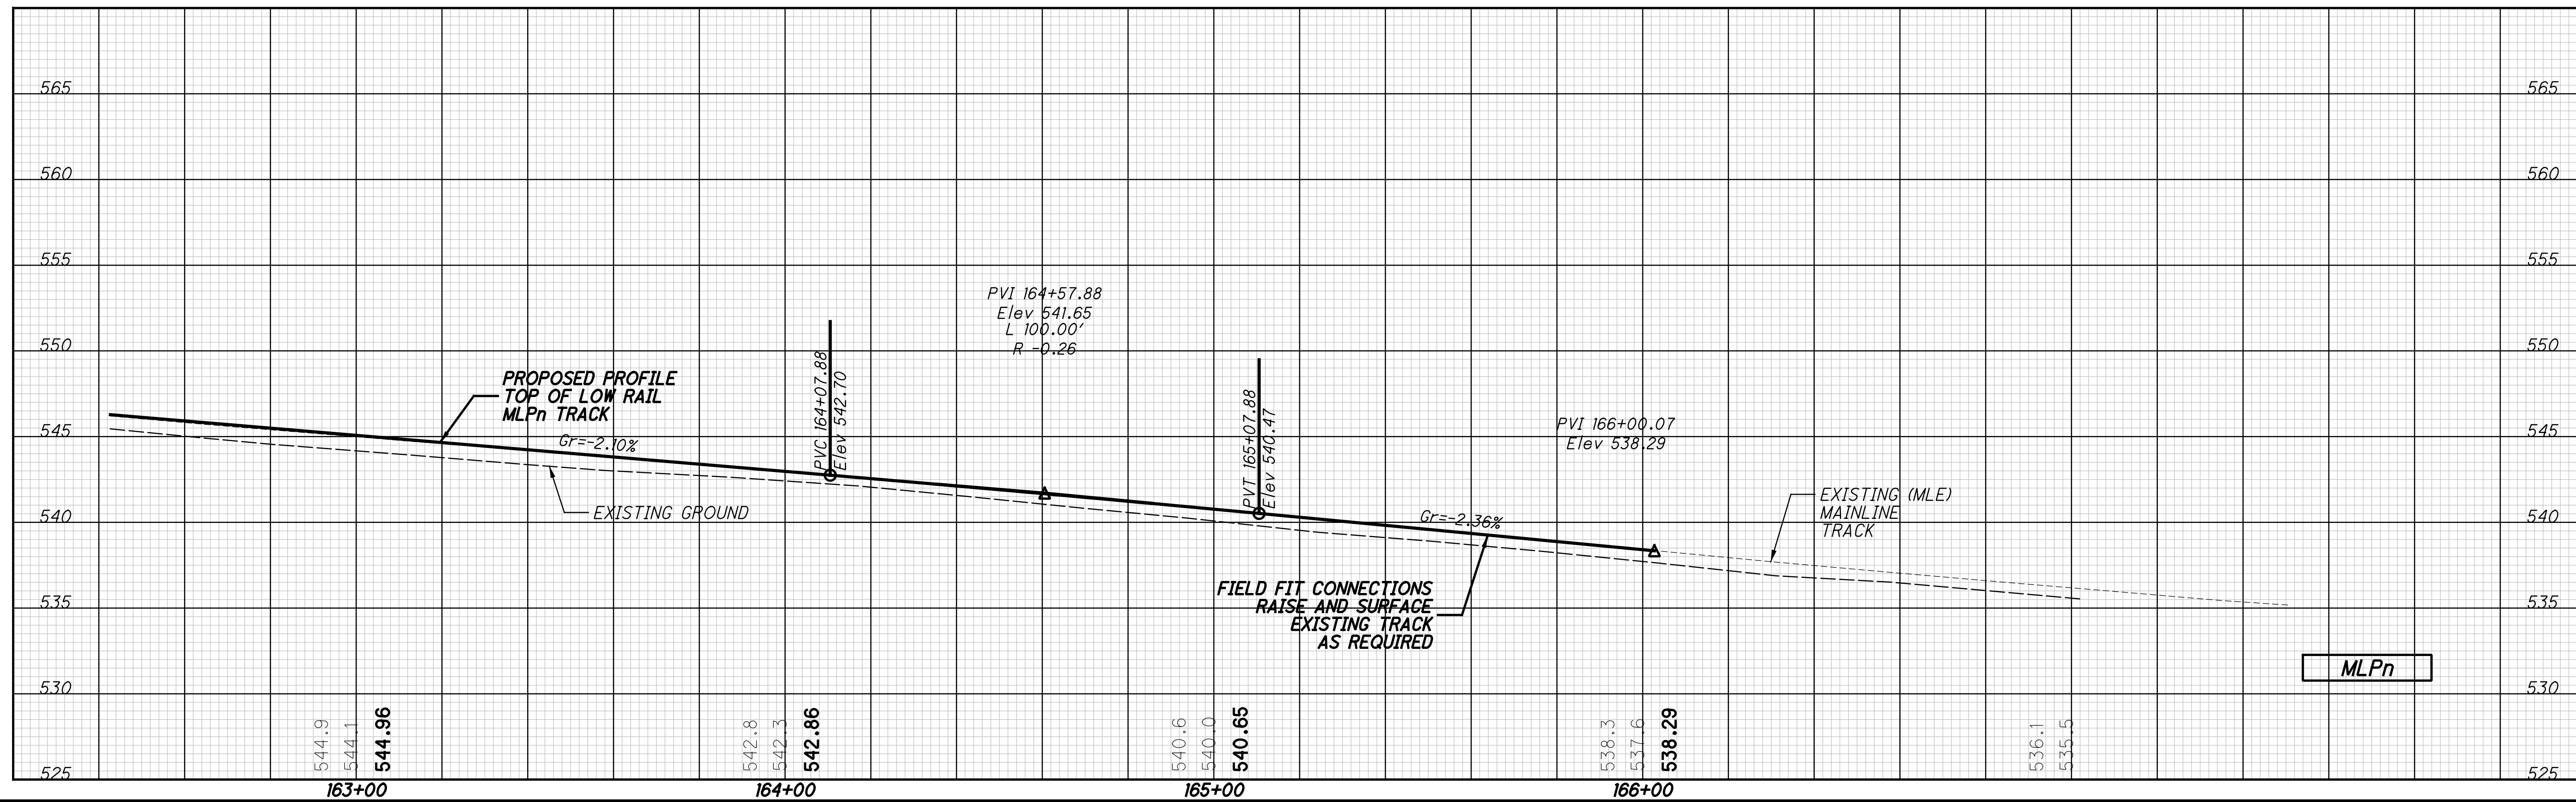 565
565
560
560
555
555
PVI 164+57.88
Elev 541.65
L 100.00'
R -0.26
550
550
PROPOSED PROFILE
TOP OF LOW RAIL
MLPn TRACK
PVC 164+07.88
Elev 542.70
PVT 165+07.88
Elev 540.47
PVI 166+00.07
Elev 538.29
545
545
Gr=-2.10%
EXISTING GROUND
Gr=-2.36%
EXISTING (MLE)
MAINLINE
TRACK
540
540
FIELD FIT CONNECTIONS
RAISE AND SURFACE
EXISTING TRACK
AS REQUIRED
535
535
MLPn
530
530
544.9
544.1
544.96
542.8
542.3
542.86
540.6
540.0
540.65
538.3
537.6
538.29
536.1
535.5
525
525
163+00
164+00
165+00
166+00